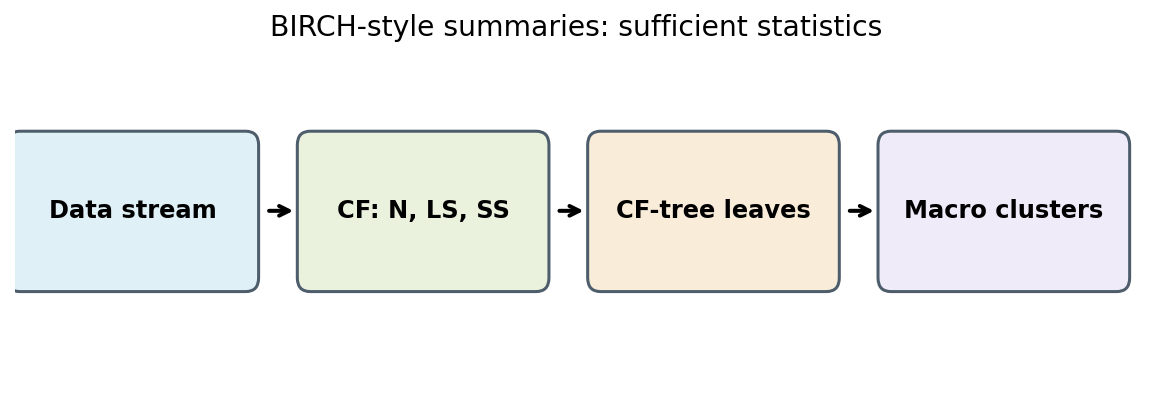 BIRCH-style summaries: sufficient statistics
Data stream
CF: N, LS, SS
CF-tree leaves
Macro clusters